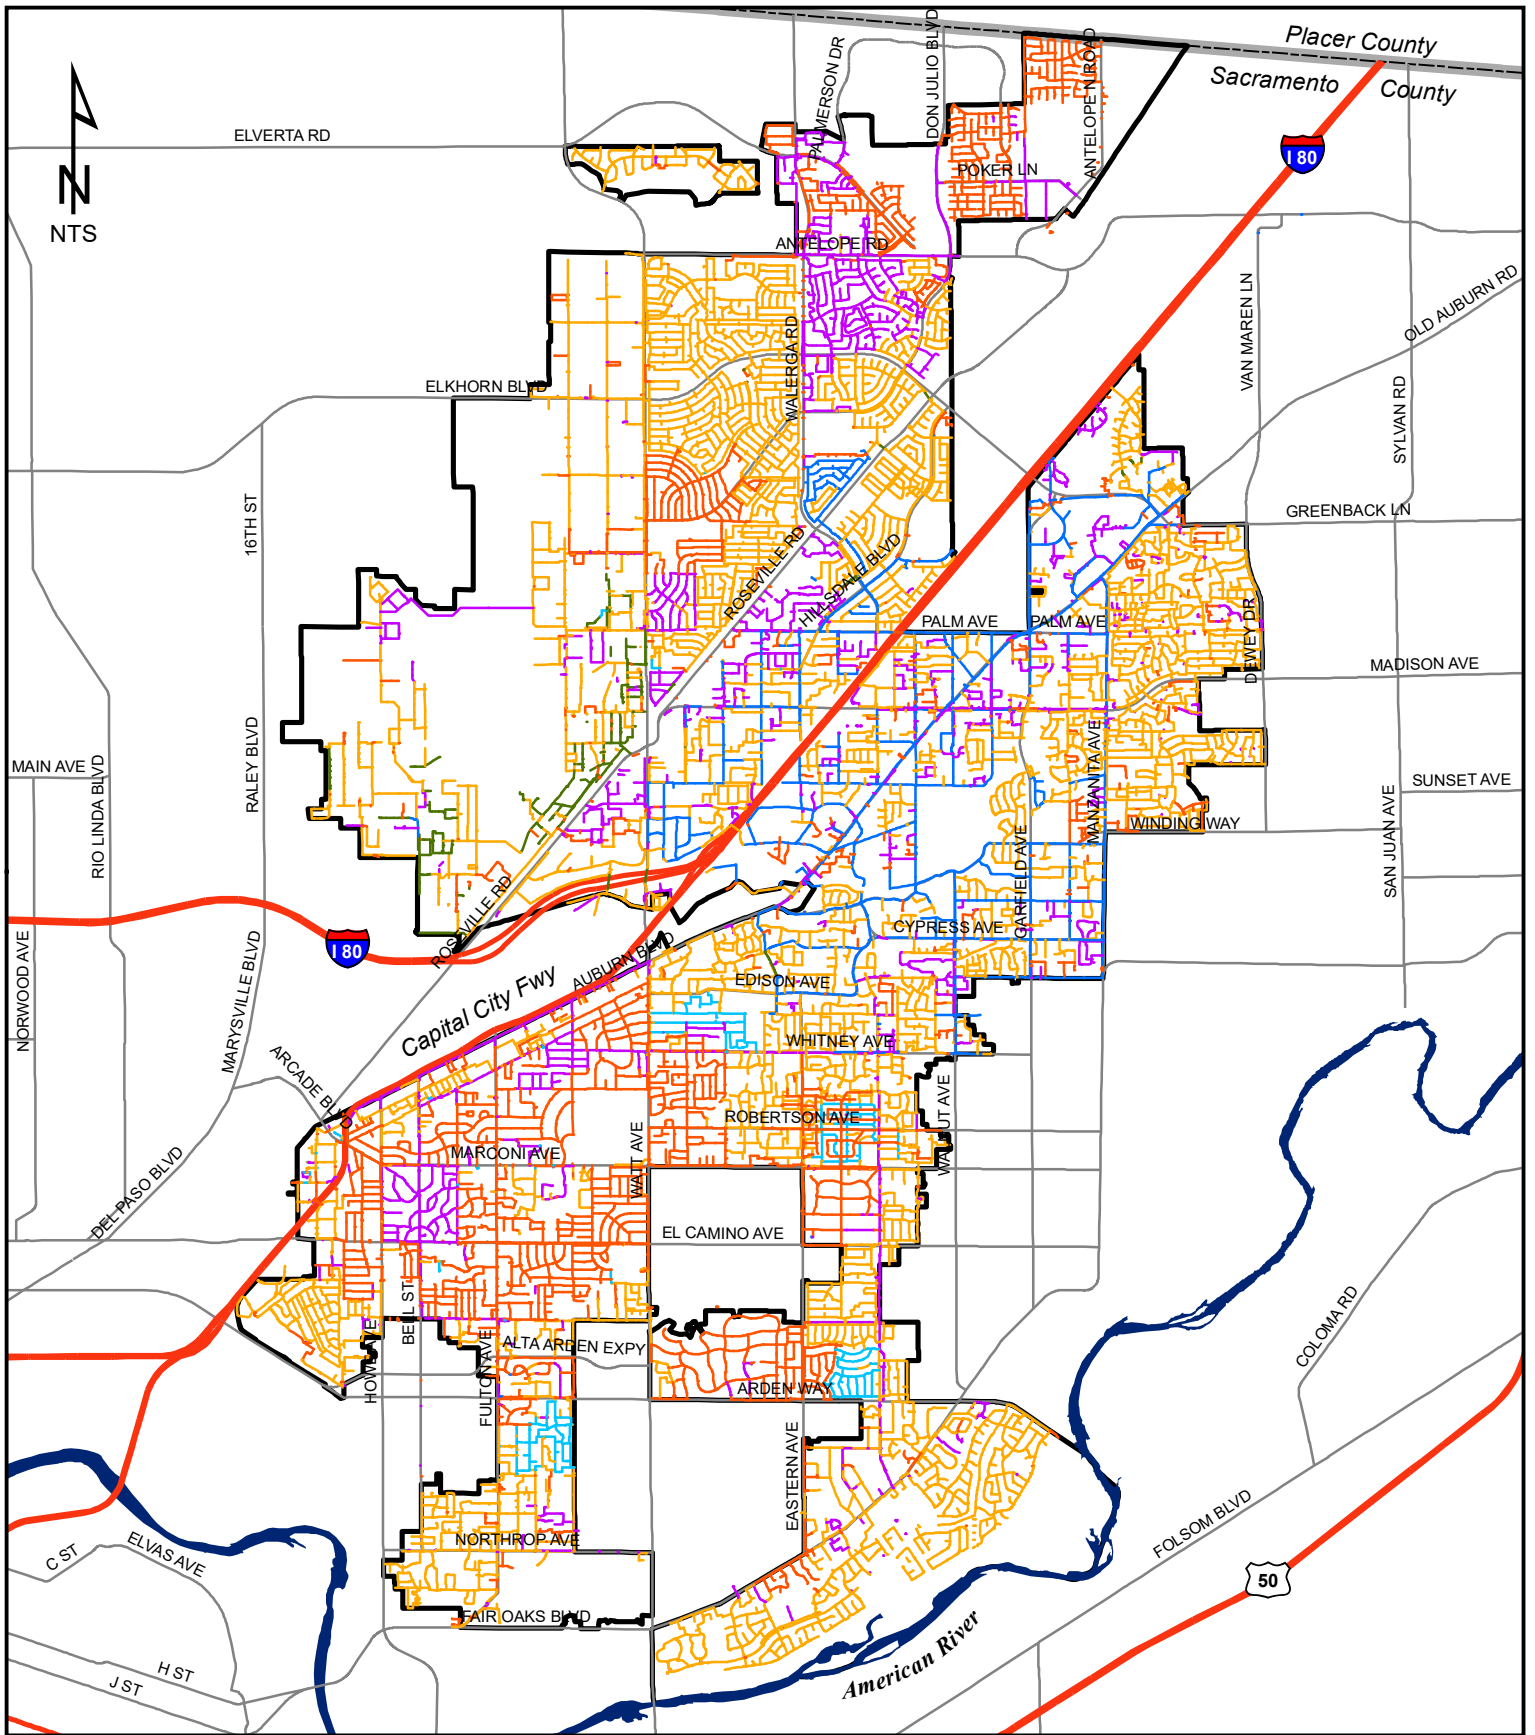 Placer County
Sacramento County
PALMERSON DR
DON JULIO BLVD
ANTELOPE N ROAD
ELVERTA RD
I 80
N
NTS
POKER LN
ANTELOPE RD
VAN MAREN LN
OLD AUBURN RD
WALERGA RD
ELKHORN BLVD
SYLVAN RD
16TH ST
GREENBACK LN
ROSEVILLE RD
HILLSDALE BLVD
PALM AVE
PALM AVE
DEWEY DR
MADISON AVE
RALEY BLVD
MAIN AVE
RIO LINDA BLVD
MANZANITA AVE
SUNSET AVE
SAN JUAN AVE
WINDING WAY
GARFIELD AVE
ROSEVILLE RD
I 80
CYPRESS AVE
NORWOOD AVE
MARYSVILLE BLVD
AUBURN BLVD
EDISON AVE
Capital City Fwy
WHITNEY AVE
ARCADE BLVD
WALNUT AVE
ROBERTSON AVE
MARCONI AVE
WATT AVE
DEL PASO BLVD
EL CAMINO AVE
BELL ST
HOWE AVE
FULTON AVE
ALTA ARDEN EXPY
COLOMA RD
ARDEN WAY
EASTERN AVE
FOLSOM BLVD
NORTHROP AVE
C ST
ELVAS AVE
50
FAIR OAKS BLVD
American River
H ST
J ST